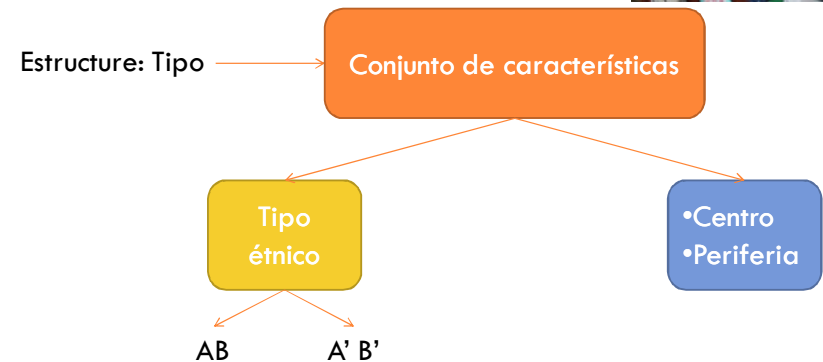 Estructure: Tipo
Conjunto de características
Tipo
étnico
•Centro
•Periferia
AB
A’ B’